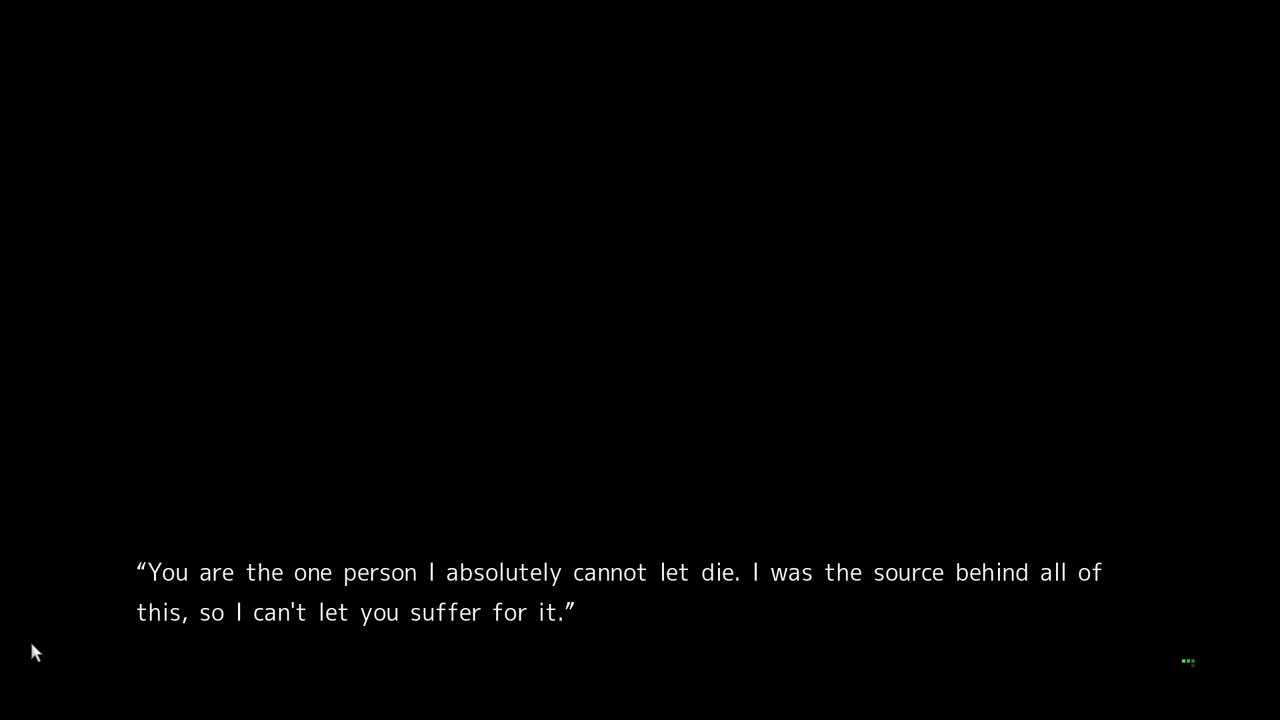 “You are the one person I absolutely cannot let die. I was the source behind all of
this, so I can't let you suffer for it.”